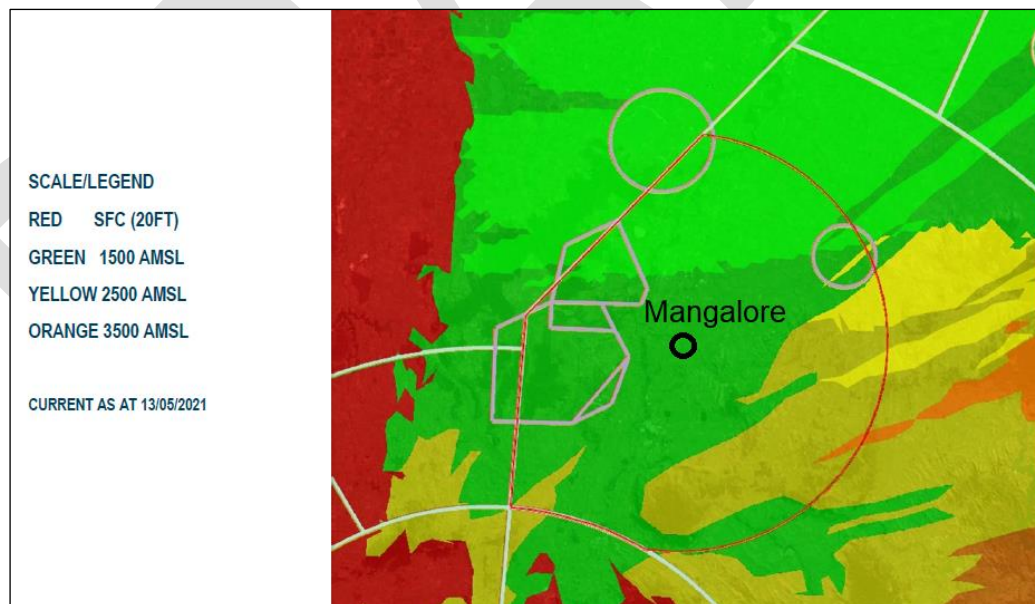 SCALE/LEGEND
RED SFC (20FT)
GREEN 1500 AMSL
YELLOW 2500 AMSL
ORANGE 3500 AMSL
CURRENT AS AT 13/05/2021
Mangalore